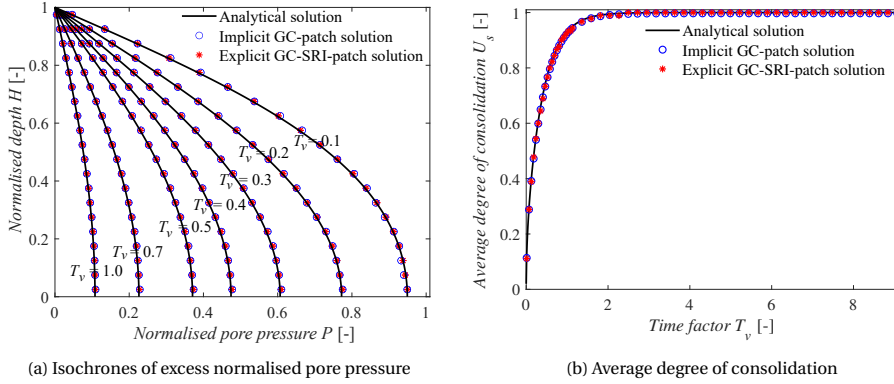 Analytical solution
Implicit GC-patch solution
Explicit GC-SRI-patch solution
T_v = 0.1
T_v = 0.2
T_v = 0.3
T_v = 0.4
T_v = 0.5
T_v = 0.7
T_v = 1.0
Normalised depth H [-]
1
0.8
0.6
0.4
0.2
0
0 0.2 0.4 0.6 0.8 1
Normalised pore pressure P [-]
(a) Isochrones of excess normalised pore pressure
Average degree of consolidation U_s [-]
1
0.8
0.6
0.4
0.2
0
Analytical solution
Implicit GC-patch solution
Explicit GC-SRI-patch solution
0 2 4 6 8
Time factor T_v [-]
(b) Average degree of consolidation